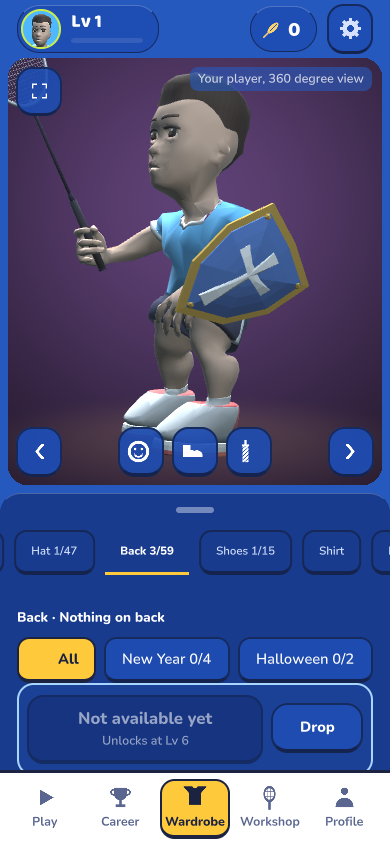 Lv 1
0
Your player, 360 degree view
Hat 1/47
Back 3/59
Shoes 1/15
Shirt
Back · Nothing on back
All
New Year 0/4
Halloween 0/2
Not available yet
Unlocks at Lv 6
Drop
Play
Career
Wardrobe
Workshop
Profile